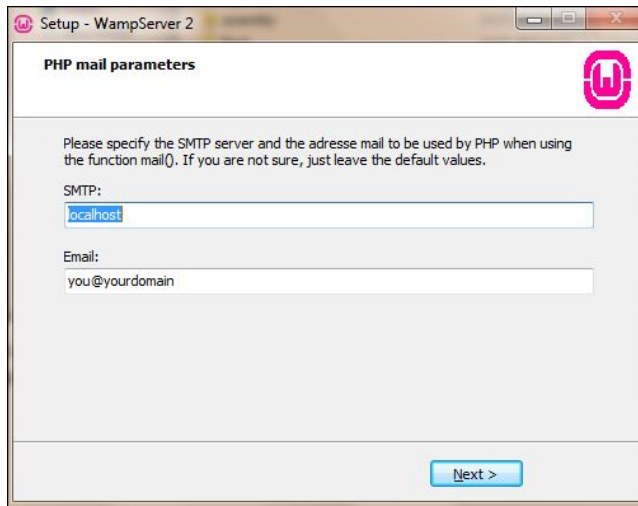 Setup - WampServer 2
PHP mail parameters
Please specify the SMTP server and the adresse mail to be used by PHP when using
the function mail(). If you are not sure, just leave the default values.
SMTP:
localhost
Email:
you@yourdomain
Next >